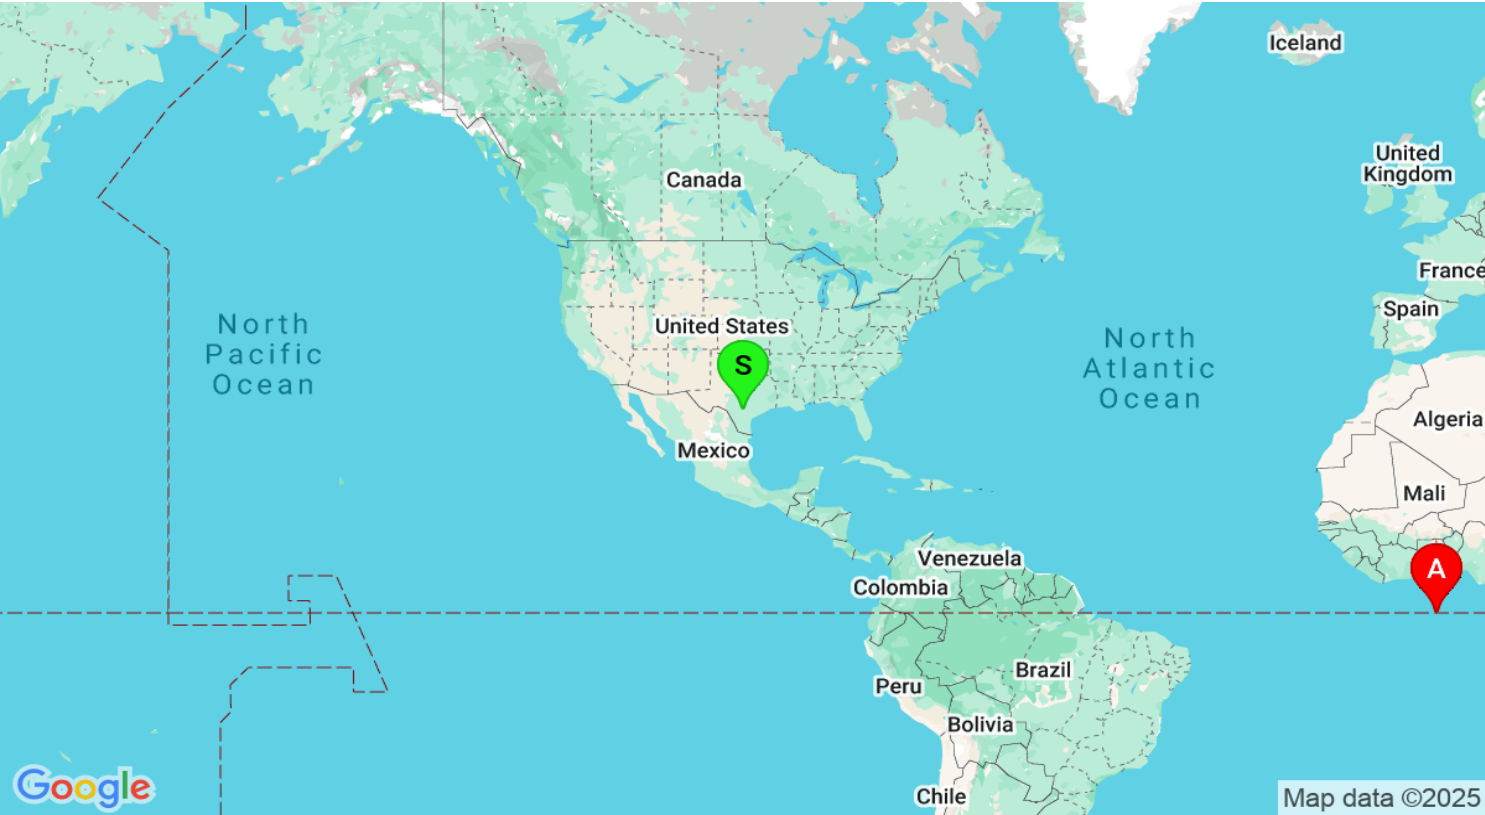 Iceland
United
Kingdom
Canada
France
North
Pacific
Ocean
United States
Spain
North
Atlantic
Ocean
S
Algeria
Mexico
Mali
Venezuela
A
Colombia
Brazil
Peru
Bolivia
Chile
Google
Map data ©2025